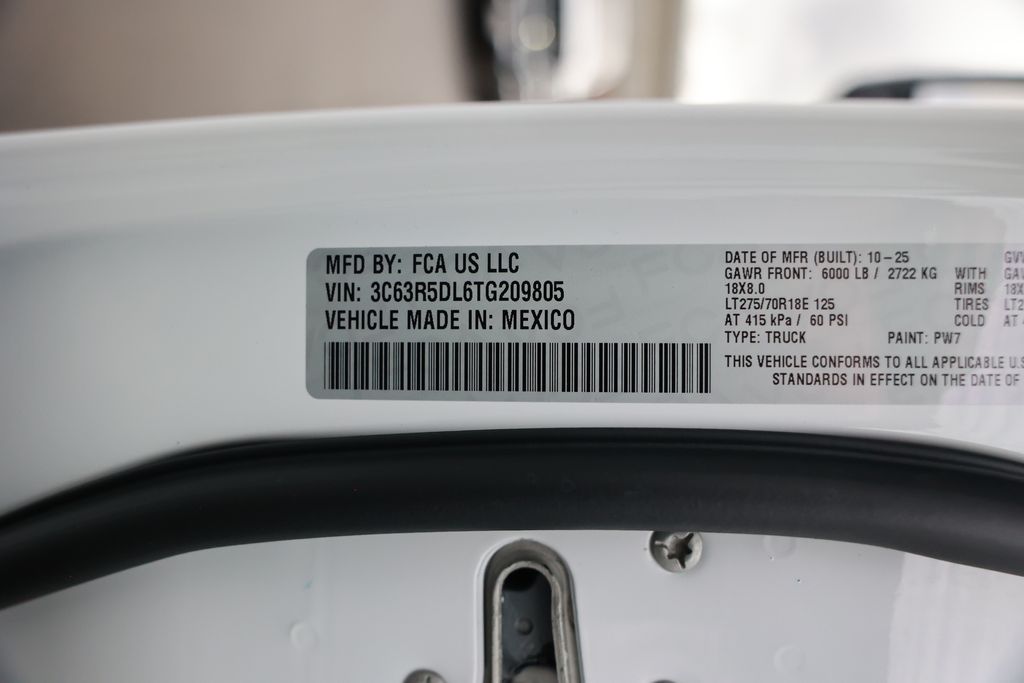 MFD BY: FCA US LLC
VIN: 3C63R5DL6TG209805
VEHICLE MADE IN: MEXICO
DATE OF MFR (BUILT): 10-25
GAWR FRONT: 6000 LB / 2722 KG WITH
18X8.0 RIMS 18X
LT275/70R18E 125 TIRES
AT 415 kPa / 60 PSI COLD
TYPE: TRUCK PAINT: PW7
THIS VEHICLE CONFORMS TO ALL APPLICABLE U.S
STANDARDS IN EFFECT ON THE DATE OF